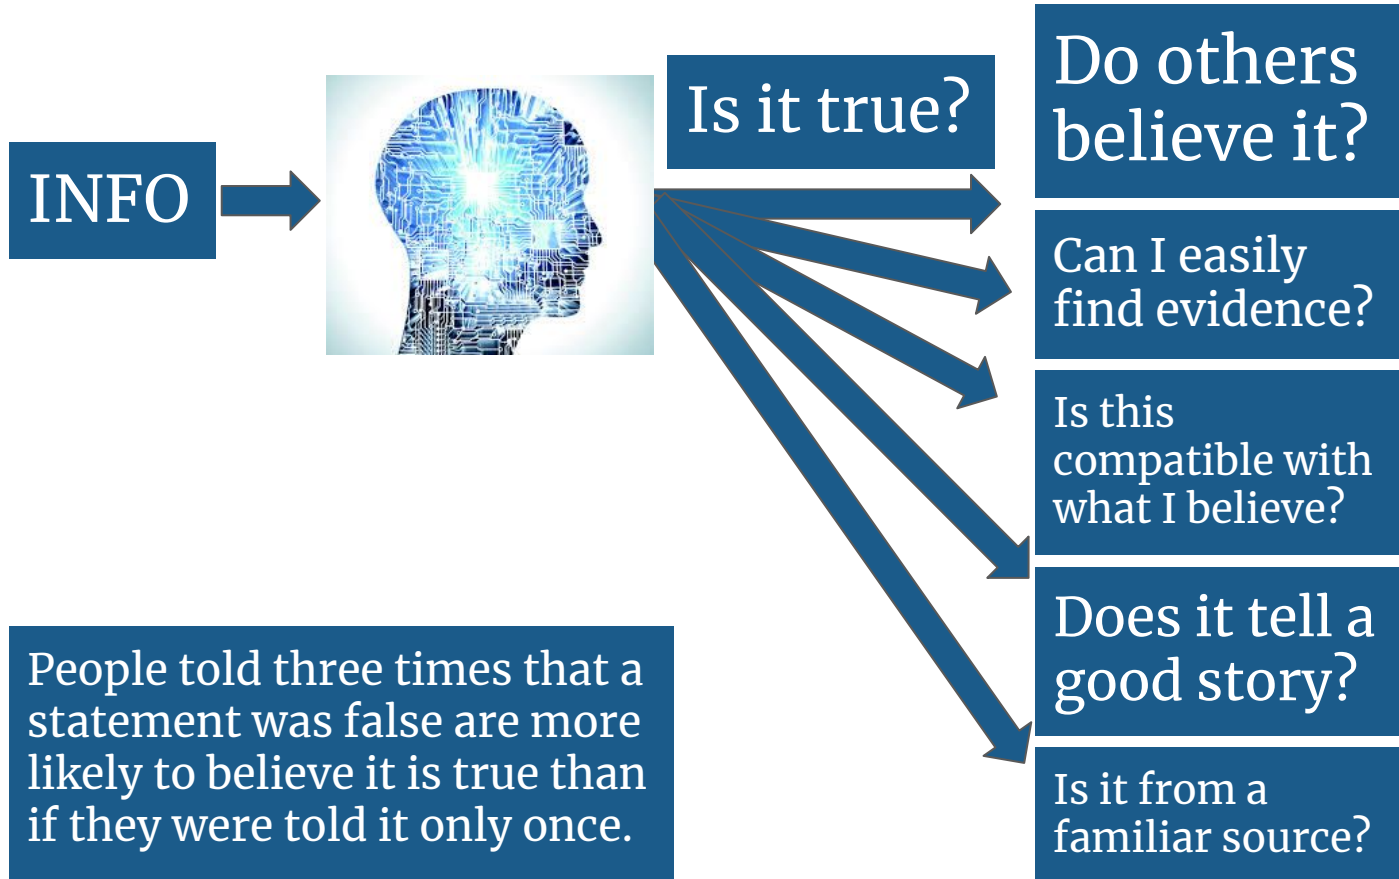 INFO
Is it true?
Do others
believe it?
Can I easily
find evidence?
Is this
compatible with
what I believe?
Does it tell a
good story?
Is it from a
familiar source?
People told three times that a
statement was false are more
likely to believe it is true than
if they were told it only once.